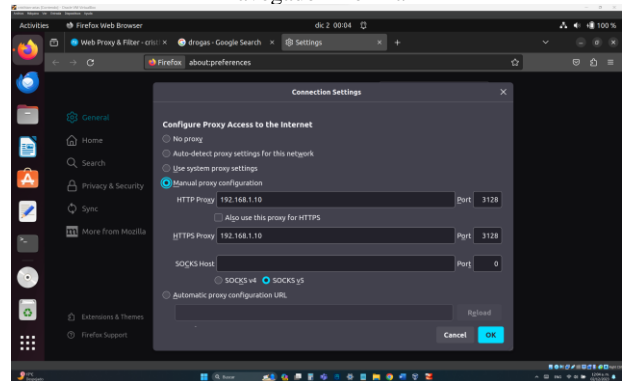 Activities
Firefox Web Browser
dic 2 00:04
100 %
Web Proxy & Filter - cris
drogas - Google Search
Settings
Firefox
about:preferences
Connection Settings
General
Configure Proxy Access to the Internet
Home
No proxy
Auto-detect proxy settings for this network
Search
Use system proxy settings
Privacy & Security
Manual proxy configuration
HTTP Proxy 192.168.1.10 Port 3128
Sync
Also use this proxy for HTTPS
More from Mozilla
HTTPS Proxy 192.168.1.10 Port 3128
SOCKS Host Port 0
SOCKS v4 SOCKS v5
Automatic proxy configuration URL
Reload
Extensions & Themes
Firefox Support
Cancel OK